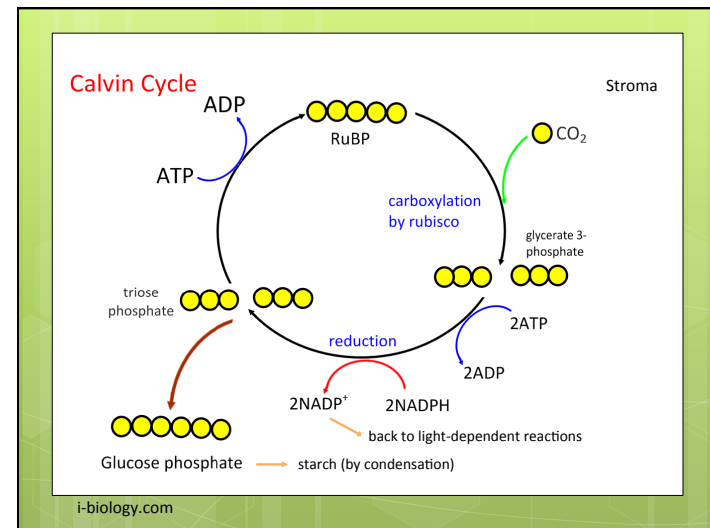 Calvin Cycle
Stroma
ADP
RuBP
CO₂
ATP
carboxylation
by rubisco
glycerate 3-
phosphate
triose
phosphate
reduction
2ATP
2ADP
2NADP⁺ 2NADPH
back to light-dependent reactions
Glucose phosphate starch (by condensation)
i-biology.com